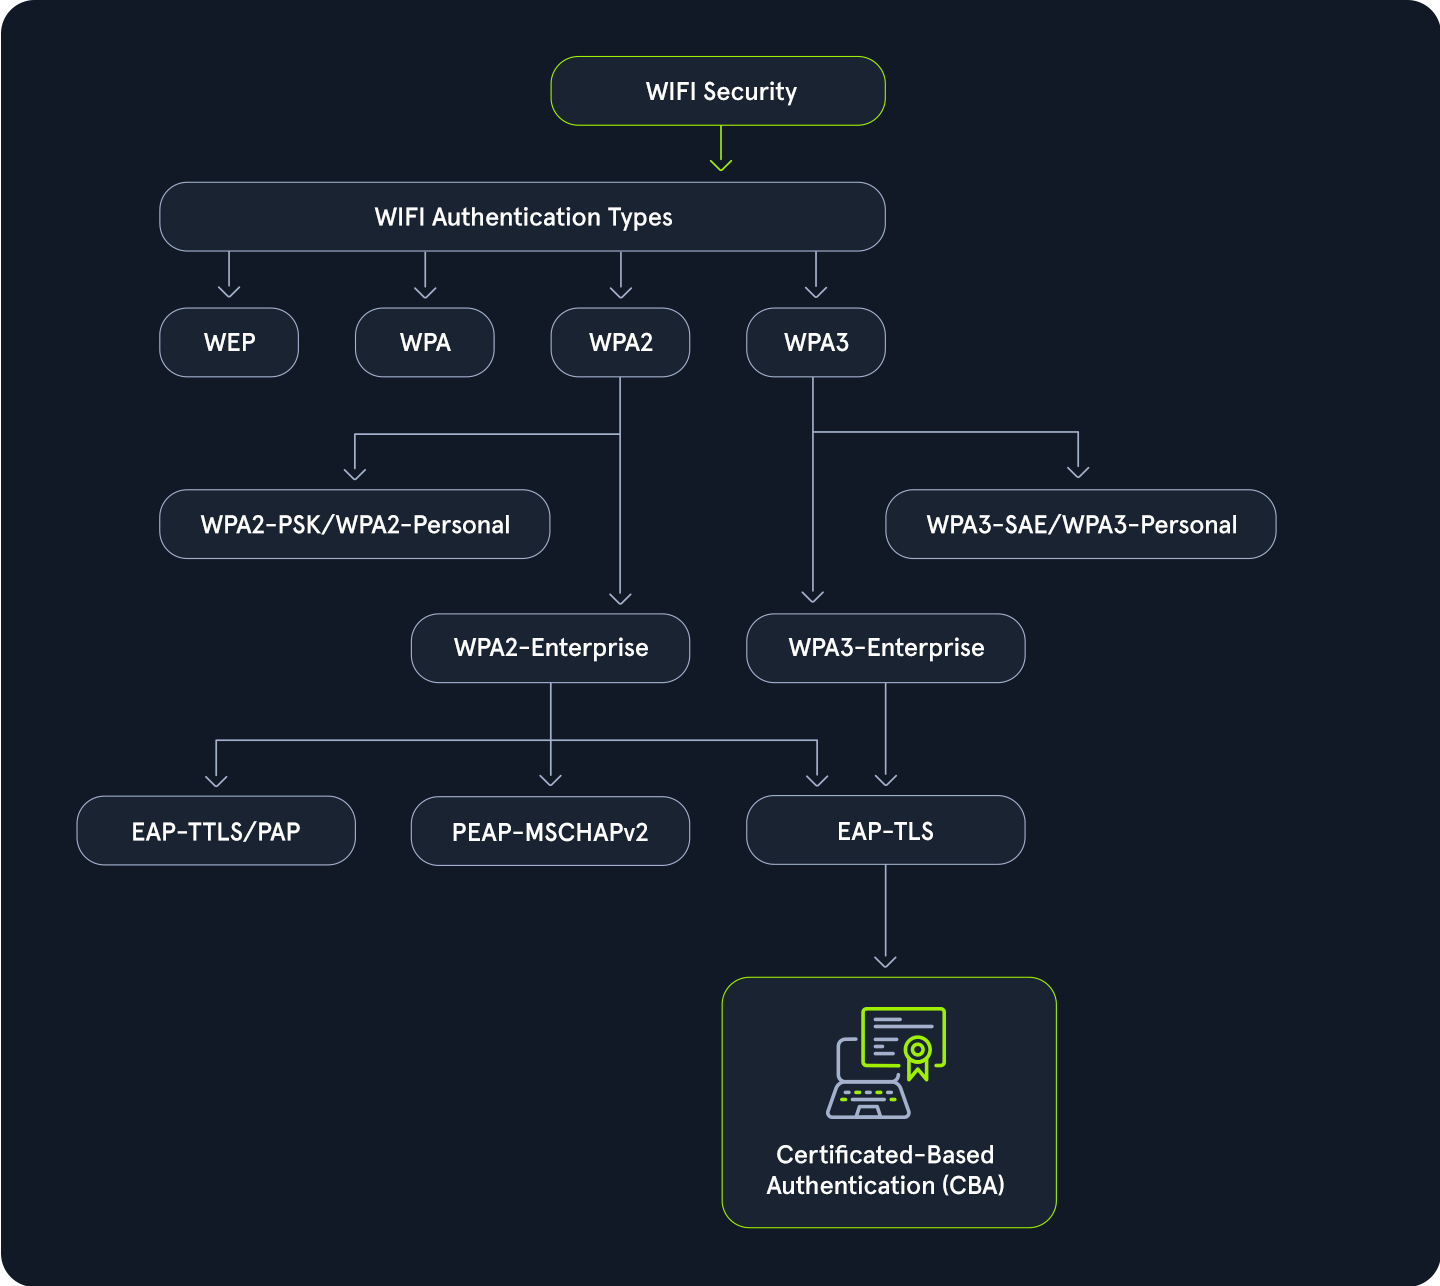 WIFI Security
WIFI Authentication Types
WEP
WPA
WPA2
WPA3
WPA2-PSK/WPA2-Personal
WPA3-SAE/WPA3-Personal
WPA2-Enterprise
WPA3-Enterprise
EAP-TTLS/PAP
PEAP-MSCHAPv2
EAP-TLS
Certificated-Based
Authentication (CBA)